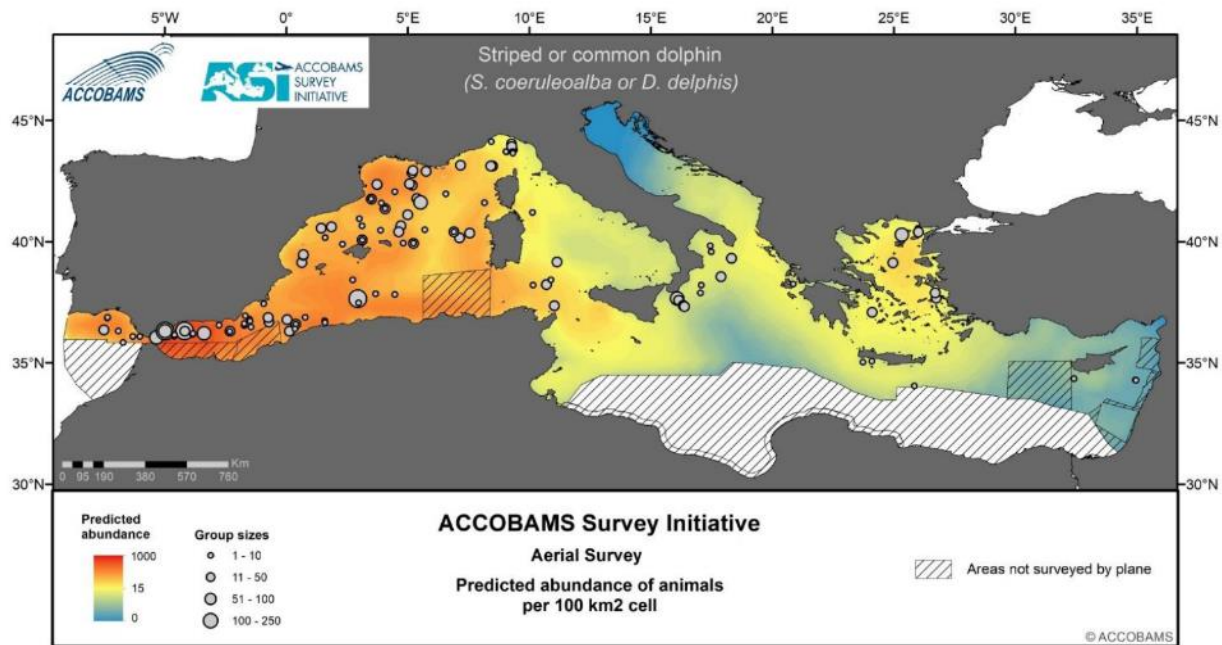 5°W 0° 5°E 10°E 15°E 20°E 25°E 30°E 35°E
ACCOBAMS
ASI ACCOBAMS
SURVEY
INITIATIVE
Striped or common dolphin
(S. coeruleoalba or D. delphis)
45°N 45°N
40°N 40°N
35°N 35°N
30°N 30°N
Km
0 95 190 380 570 760
Predicted
abundance
1000
15
0
Group sizes
1 - 10
11 - 50
51 - 100
100 - 250
ACCOBAMS Survey Initiative
Aerial Survey
Predicted abundance of animals
per 100 km2 cell
Areas not surveyed by plane
© ACCOBAMS